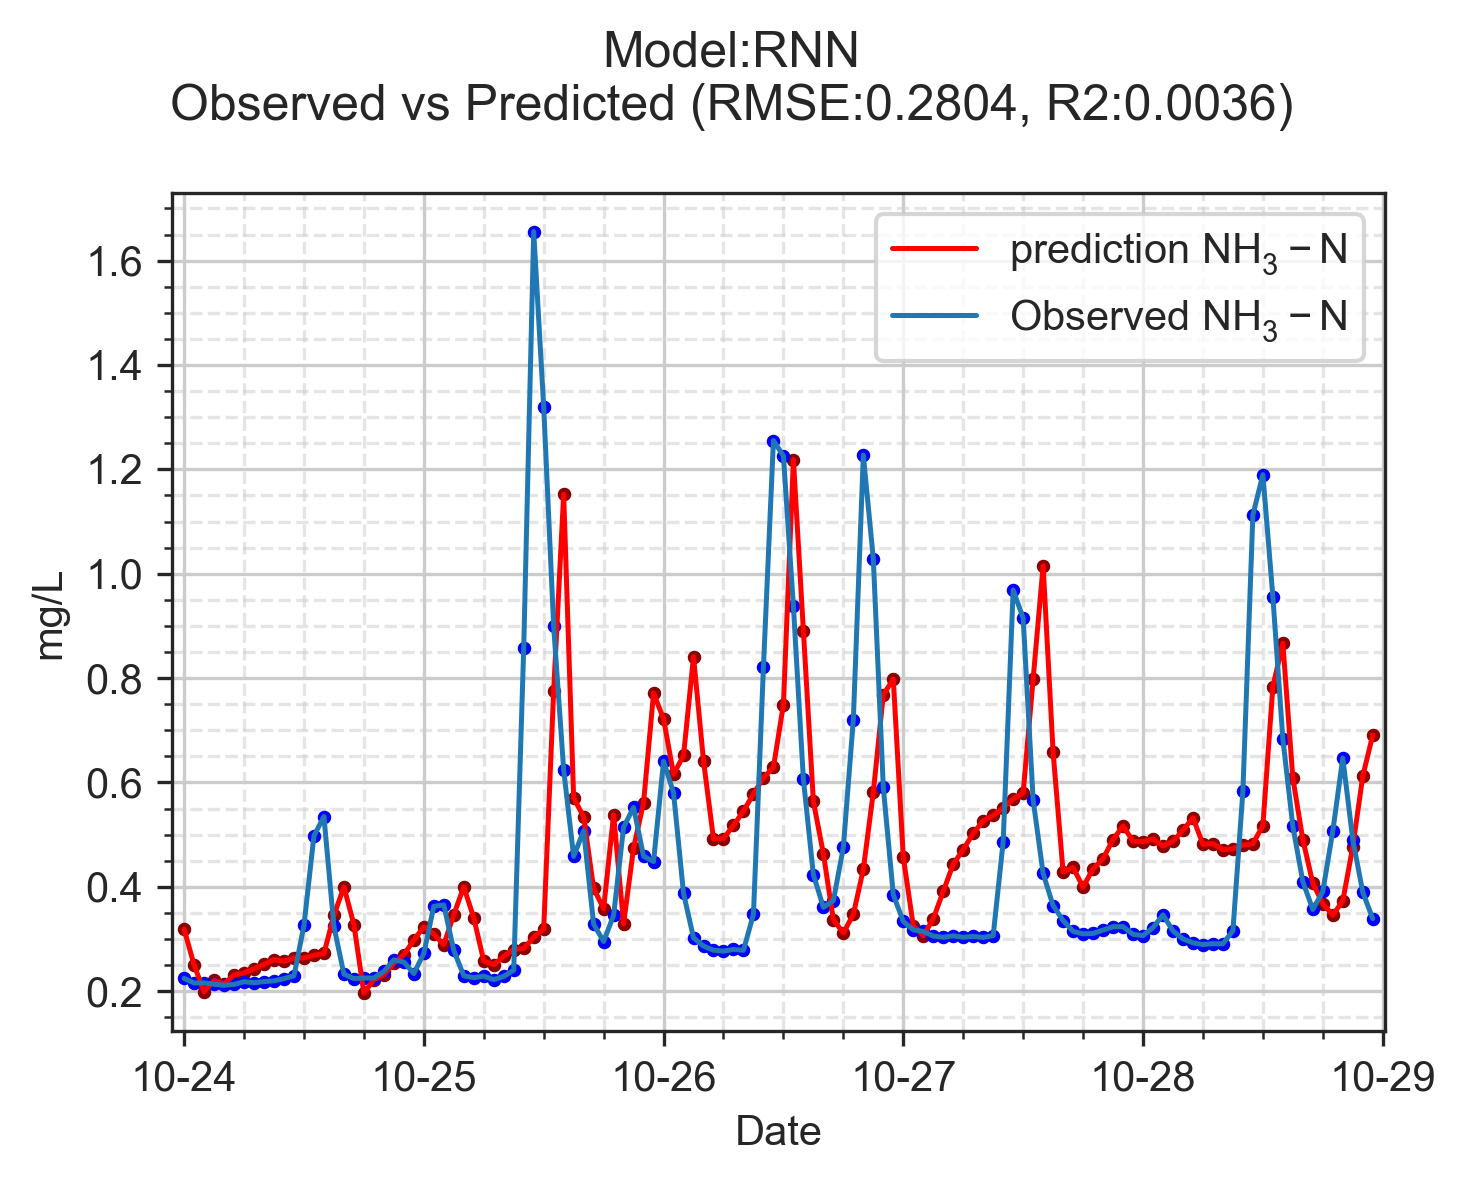 Model:RNN
Observed vs Predicted (RMSE:0.2804, R2:0.0036)
prediction NH₃ − N
Observed NH₃ − N
mg/L
1.6
1.4
1.2
1.0
0.8
0.6
0.4
0.2
10-24 10-25 10-26 10-27 10-28 10-29
Date